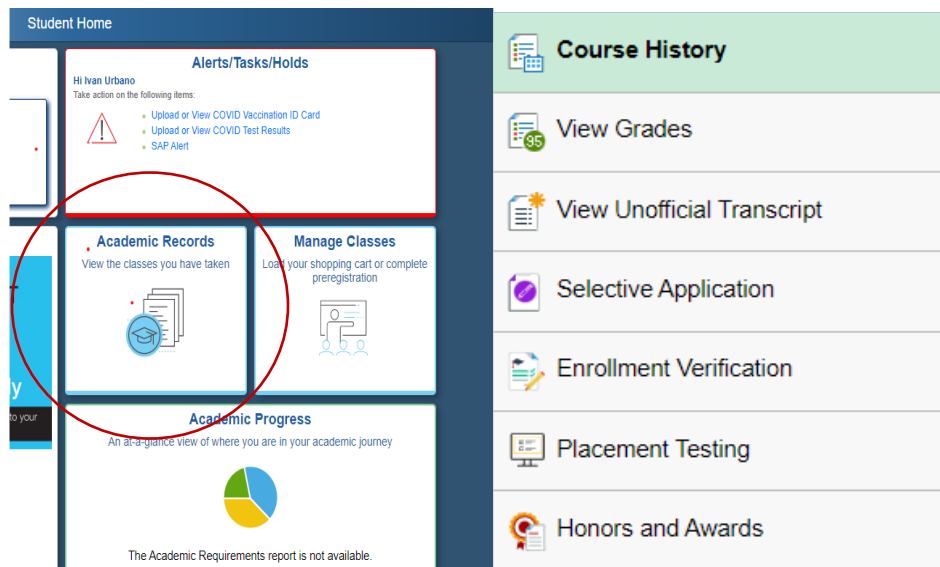 Student Home
Alerts/Tasks/Holds
Hi Ivan Urbano
Take action on the following items:
Upload or View COVID Vaccination ID Card
Upload or View COVID Test Results
SAP Alert
Academic Records
View the classes you have taken
Manage Classes
Load your shopping cart or complete
preregistration
to your
Academic Progress
An at-a-glance view of where you are in your academic journey
The Academic Requirements report is not available.
Course History
95
View Grades
View Unofficial Transcript
Selective Application
Enrollment Verification
Placement Testing
Honors and Awards